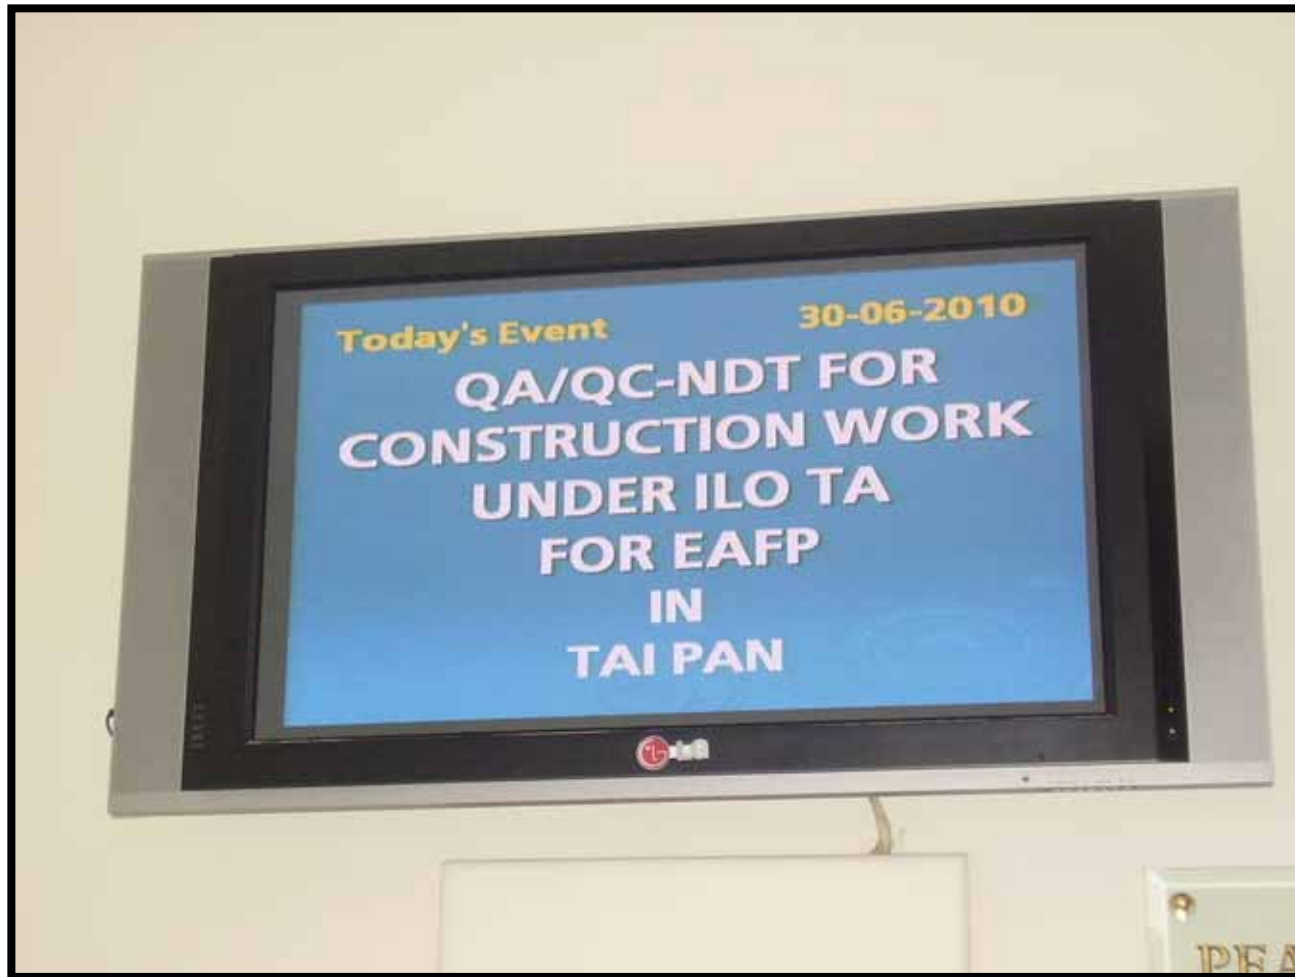 Today's Event 30-06-2010
QA/QC-NDT FOR
CONSTRUCTION WORK
UNDER ILO TA
FOR EAFP
IN
TAI PAN
LG